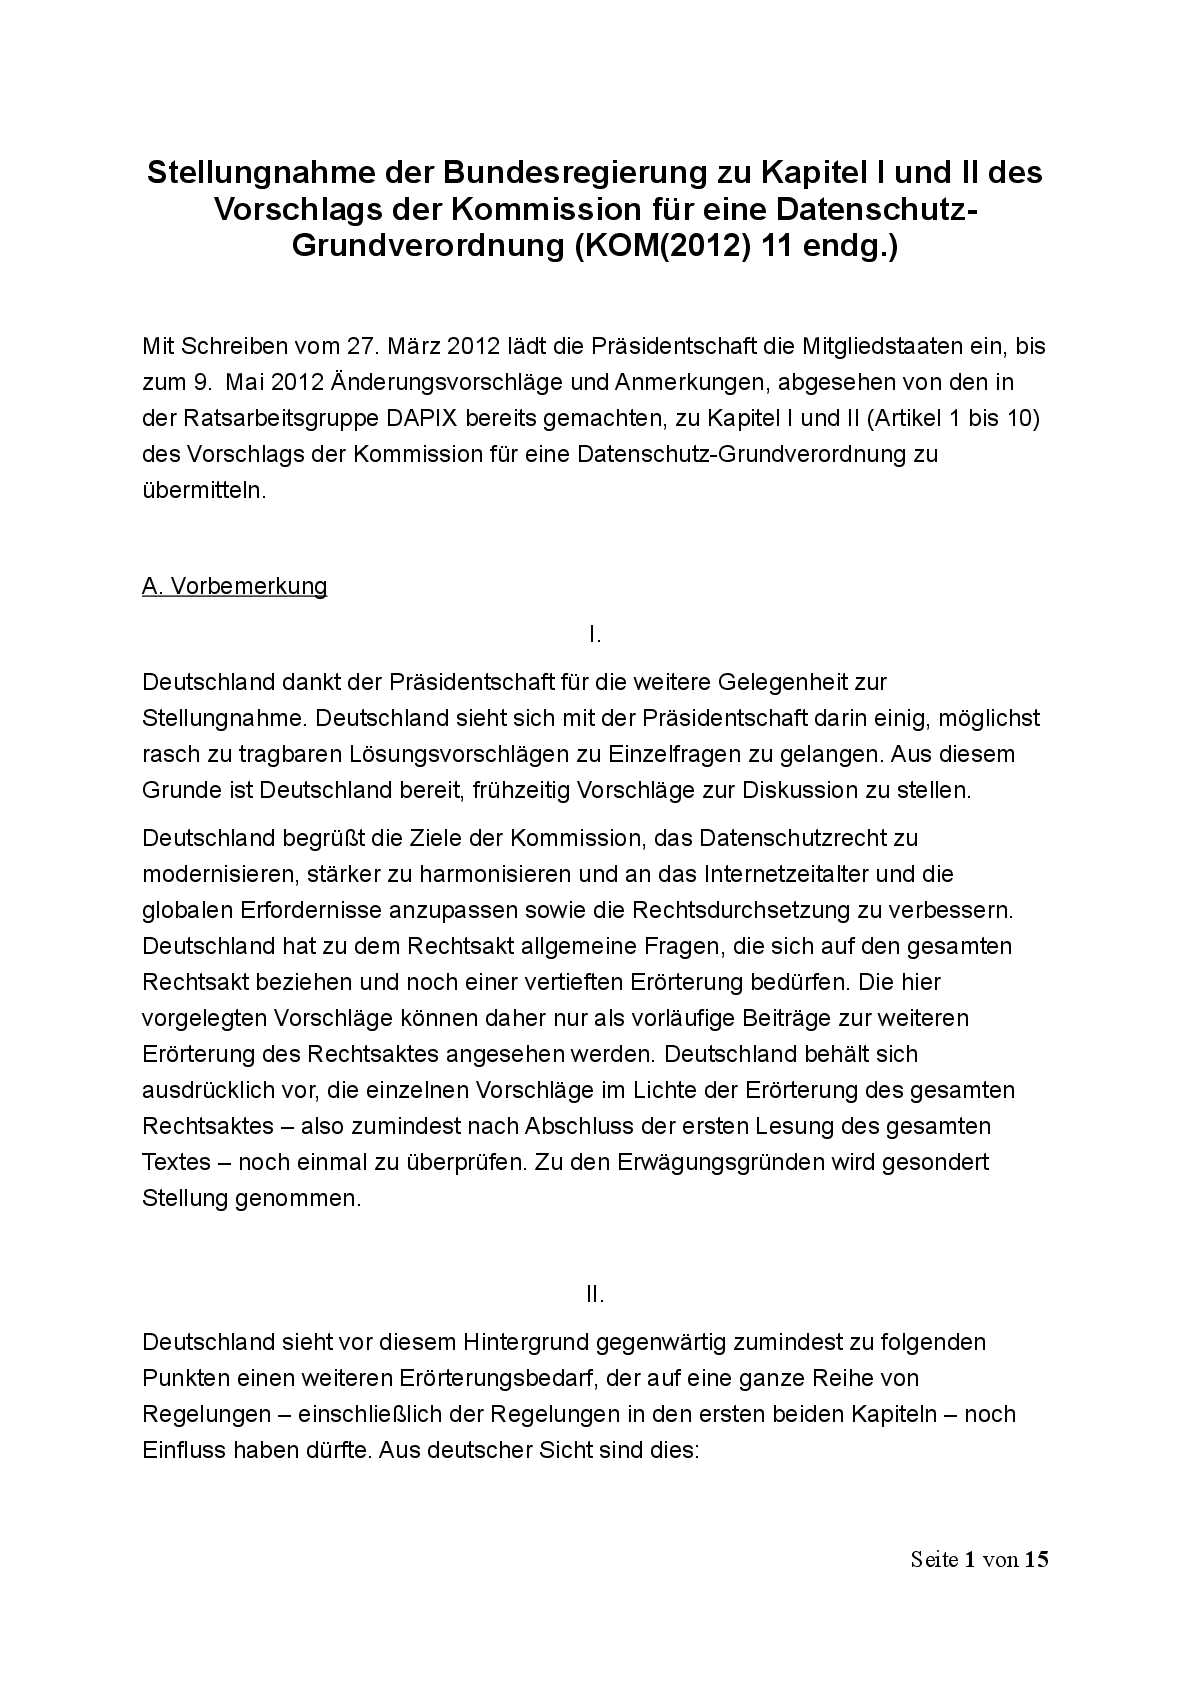 Stellungnahme der Bundesregierung zu Kapitel I und II des
Vorschlags der Kommission für eine Datenschutz-
Grundverordnung (KOM(2012) 11 endg.)
Mit Schreiben vom 27. März 2012 lädt die Präsidentschaft die Mitgliedstaaten ein, bis
zum 9.  Mai 2012 Änderungsvorschläge und Anmerkungen, abgesehen von den in
der Ratsarbeitsgruppe DAPIX bereits gemachten, zu Kapitel I und II (Artikel 1 bis 10)
des Vorschlags der Kommission für eine Datenschutz-Grundverordnung zu
übermitteln.
A. Vorbemerkung
I.
Deutschland dankt der Präsidentschaft für die weitere Gelegenheit zur
Stellungnahme. Deutschland sieht sich mit der Präsidentschaft darin einig, möglichst
rasch zu tragbaren Lösungsvorschlägen zu Einzelfragen zu gelangen. Aus diesem
Grunde ist Deutschland bereit, frühzeitig Vorschläge zur Diskussion zu stellen.
Deutschland begrüßt die Ziele der Kommission, das Datenschutzrecht zu
modernisieren, stärker zu harmonisieren und an das Internetzeitalter und die
globalen Erfordernisse anzupassen sowie die Rechtsdurchsetzung zu verbessern.
Deutschland hat zu dem Rechtsakt allgemeine Fragen, die sich auf den gesamten
Rechtsakt beziehen und noch einer vertieften Erörterung bedürfen. Die hier
vorgelegten Vorschläge können daher nur als vorläufige Beiträge zur weiteren
Erörterung des Rechtsaktes angesehen werden. Deutschland behält sich
ausdrücklich vor, die einzelnen Vorschläge im Lichte der Erörterung des gesamten
Rechtsaktes – also zumindest nach Abschluss der ersten Lesung des gesamten
Textes – noch einmal zu überprüfen. Zu den Erwägungsgründen wird gesondert
Stellung genommen.
II.
Deutschland sieht vor diesem Hintergrund gegenwärtig zumindest zu folgenden
Punkten einen weiteren Erörterungsbedarf, der auf eine ganze Reihe von
Regelungen – einschließlich der Regelungen in den ersten beiden Kapiteln – noch
Einfluss haben dürfte. Aus deutscher Sicht sind dies:
Seite 1 von 15